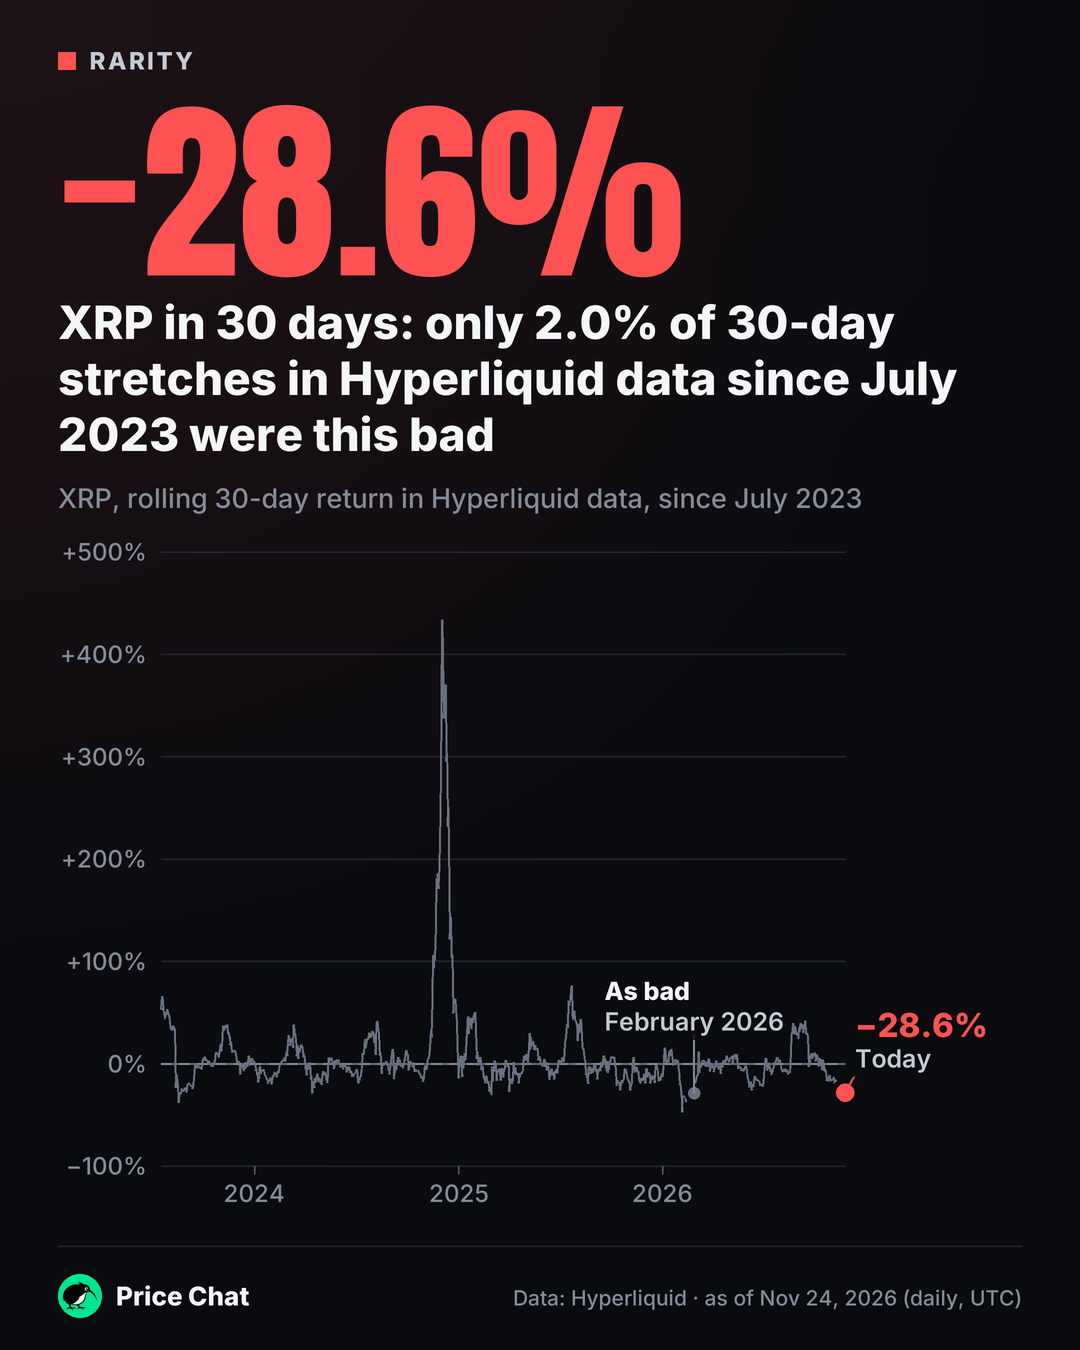 RARITY
−28.6%
XRP in 30 days: only 2.0% of 30-day
stretches in Hyperliquid data since July
2023 were this bad
XRP, rolling 30-day return in Hyperliquid data, since July 2023
+500%
+400%
+300%
+200%
+100%
0%
−100%
As bad
February 2026
−28.6%
Today
2024
2025
2026
Price Chat
Data: Hyperliquid · as of Nov 24, 2026 (daily, UTC)